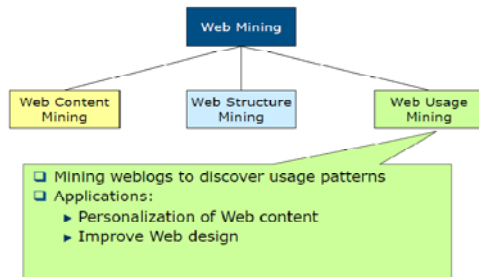 Web Mining
Web Content
Mining
Web Structure
Mining
Web Usage
Mining
Mining weblogs to discover usage patterns
Applications:
Personalization of Web content
Improve Web design